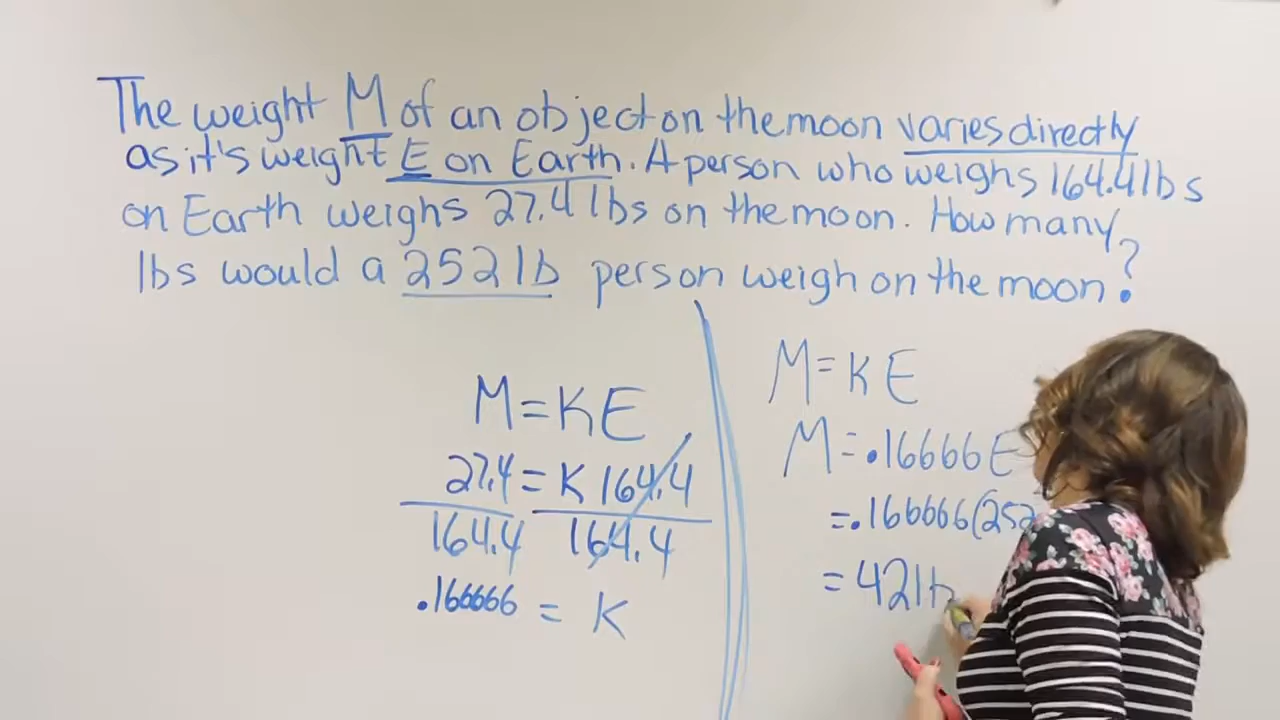 The weight M of an object on the moon varies directly
as it's weight E on Earth. A person who weighs 164.4 lbs
on Earth weighs 27.4 lbs on the moon. How many
lbs would a 252 lb person weigh on the moon?
M = KE
27.4 = K 164.4
164.4 164.4
.166666 = K
M = KE
M = .16666E
= .166666(252
= 42 lb